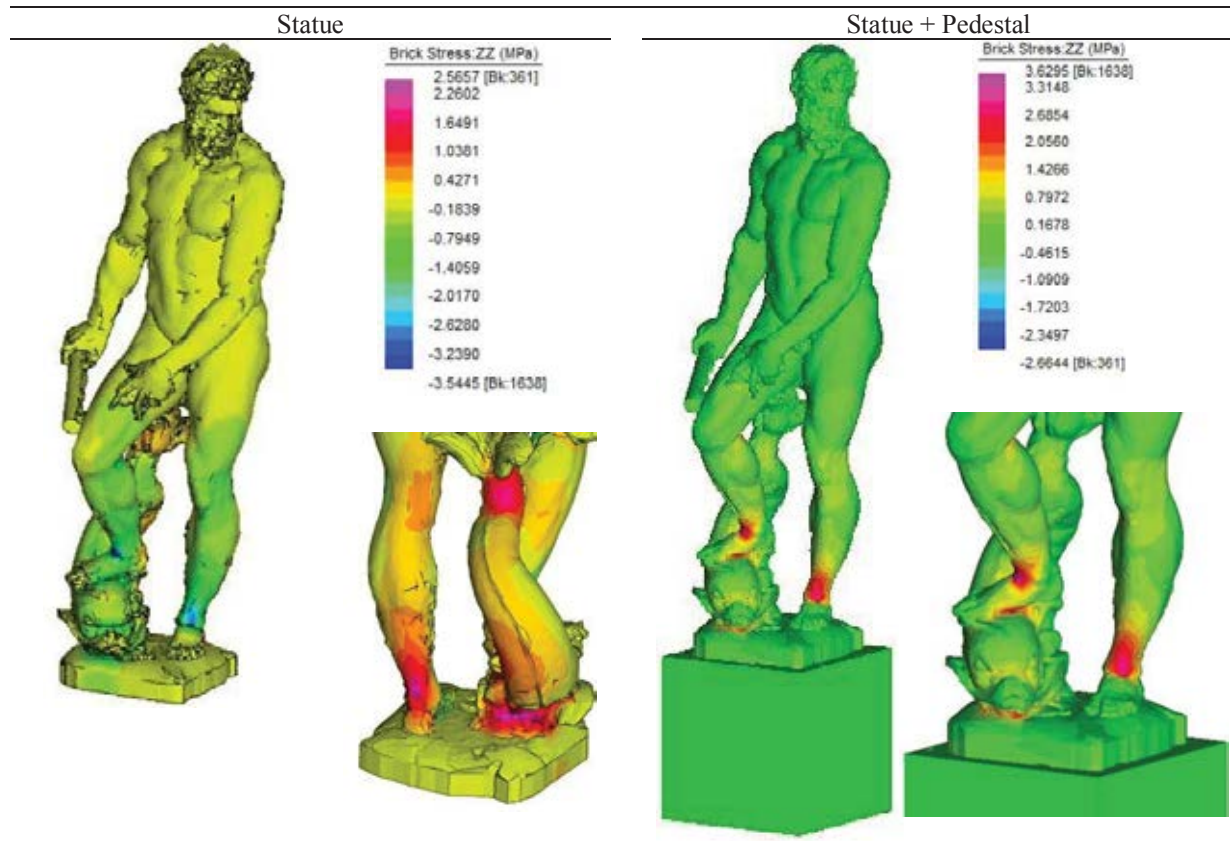 Statue
Brick Stress:ZZ (MPa)
2.5657 [Bk:361]
2.2602
1.6491
1.0381
0.4271
-0.1839
-0.7949
-1.4059
-2.0170
-2.6280
-3.2390
-3.5445 [Bk:1638]
Statue + Pedestal
Brick Stress:ZZ (MPa)
3.6295 [Bk:1638]
3.3148
2.6854
2.0560
1.4266
0.7972
0.1678
-0.4615
-1.0909
-1.7203
-2.3497
-2.6644 [Bk:361]